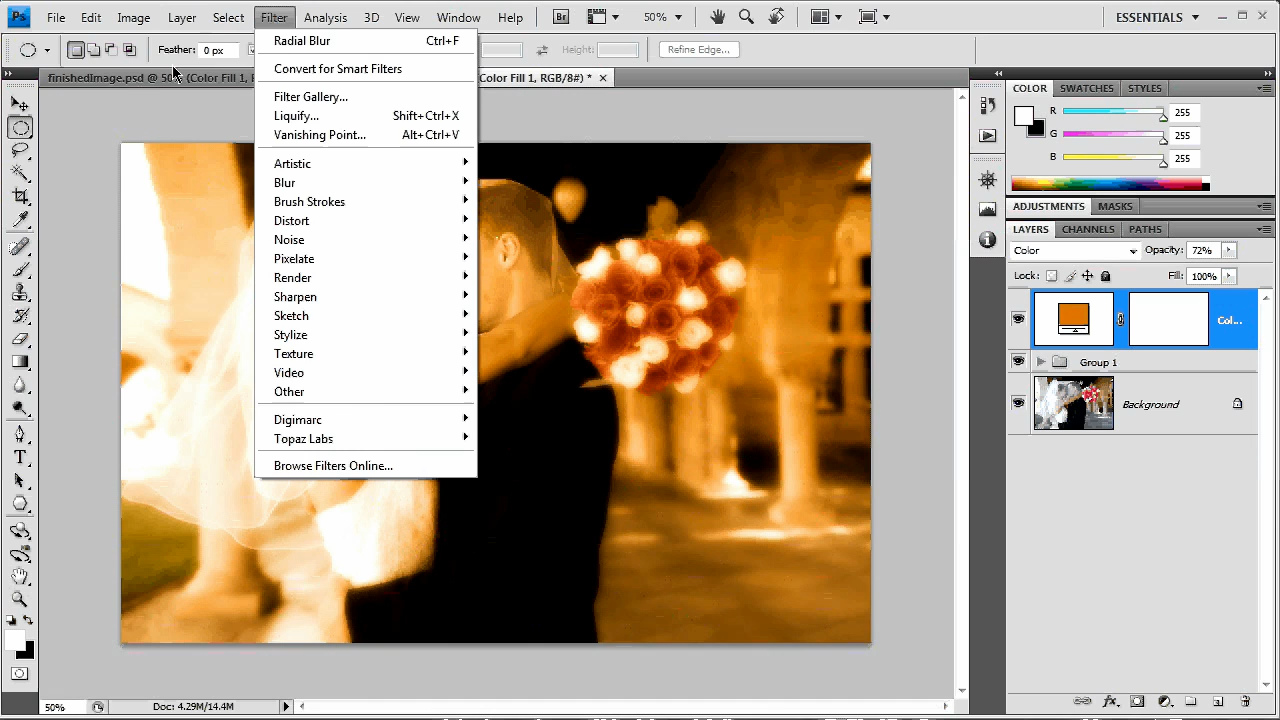 Ps File Edit Image Layer Select Filter Analysis 3D View Window Help Br 50% ESSENTIALS
Feather: 0 px Height: Refine Edge...
finishedImage.psd @ 50% (Color Fill 1, Color Fill 1, RGB/8#) * ×
Radial Blur Ctrl+F
Convert for Smart Filters
Filter Gallery...
Liquify... Shift+Ctrl+X
Vanishing Point... Alt+Ctrl+V
Artistic
Blur
Brush Strokes
Distort
Noise
Pixelate
Render
Sharpen
Sketch
Stylize
Texture
Video
Other
Digimarc
Topaz Labs
Browse Filters Online...
COLOR SWATCHES STYLES
R 255
G 255
B 255
ADJUSTMENTS MASKS
LAYERS CHANNELS PATHS
Color Opacity: 72%
Lock: Fill: 100%
Col...
Group 1
Background
T
fx
50% Doc: 4.29M/14.4M